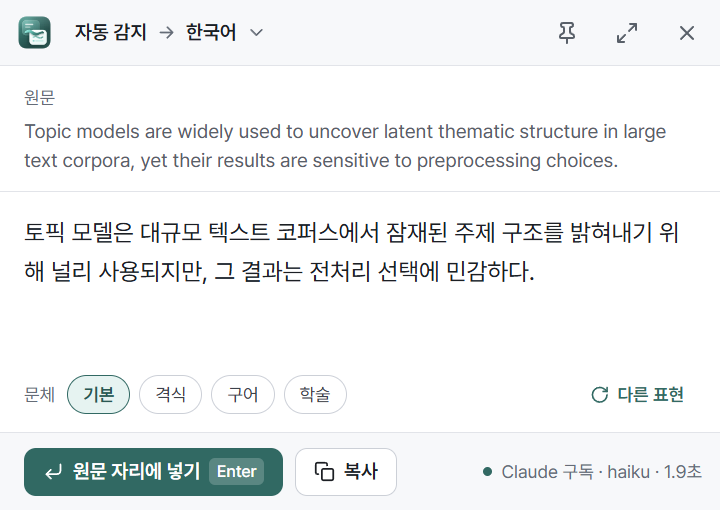 자동 감지 → 한국어
원문
Topic models are widely used to uncover latent thematic structure in large
text corpora, yet their results are sensitive to preprocessing choices.
토픽 모델은 대규모 텍스트 코퍼스에서 잠재된 주제 구조를 밝혀내기 위
해 널리 사용되지만, 그 결과는 전처리 선택에 민감하다.
문체 기본 격식 구어 학술 다른 표현
원문 자리에 넣기 Enter 복사 Claude 구독 · haiku · 1.9초